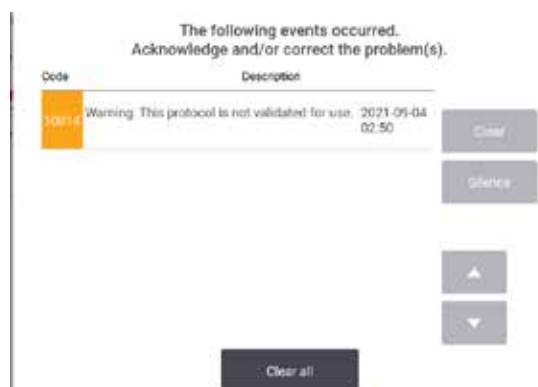 The following events occurred.
Acknowledge and/or correct the problem(s).
Code Description
Warning: This protocol is not validated for use. 2021-09-04
02:50
Clear
Silence
Clear all